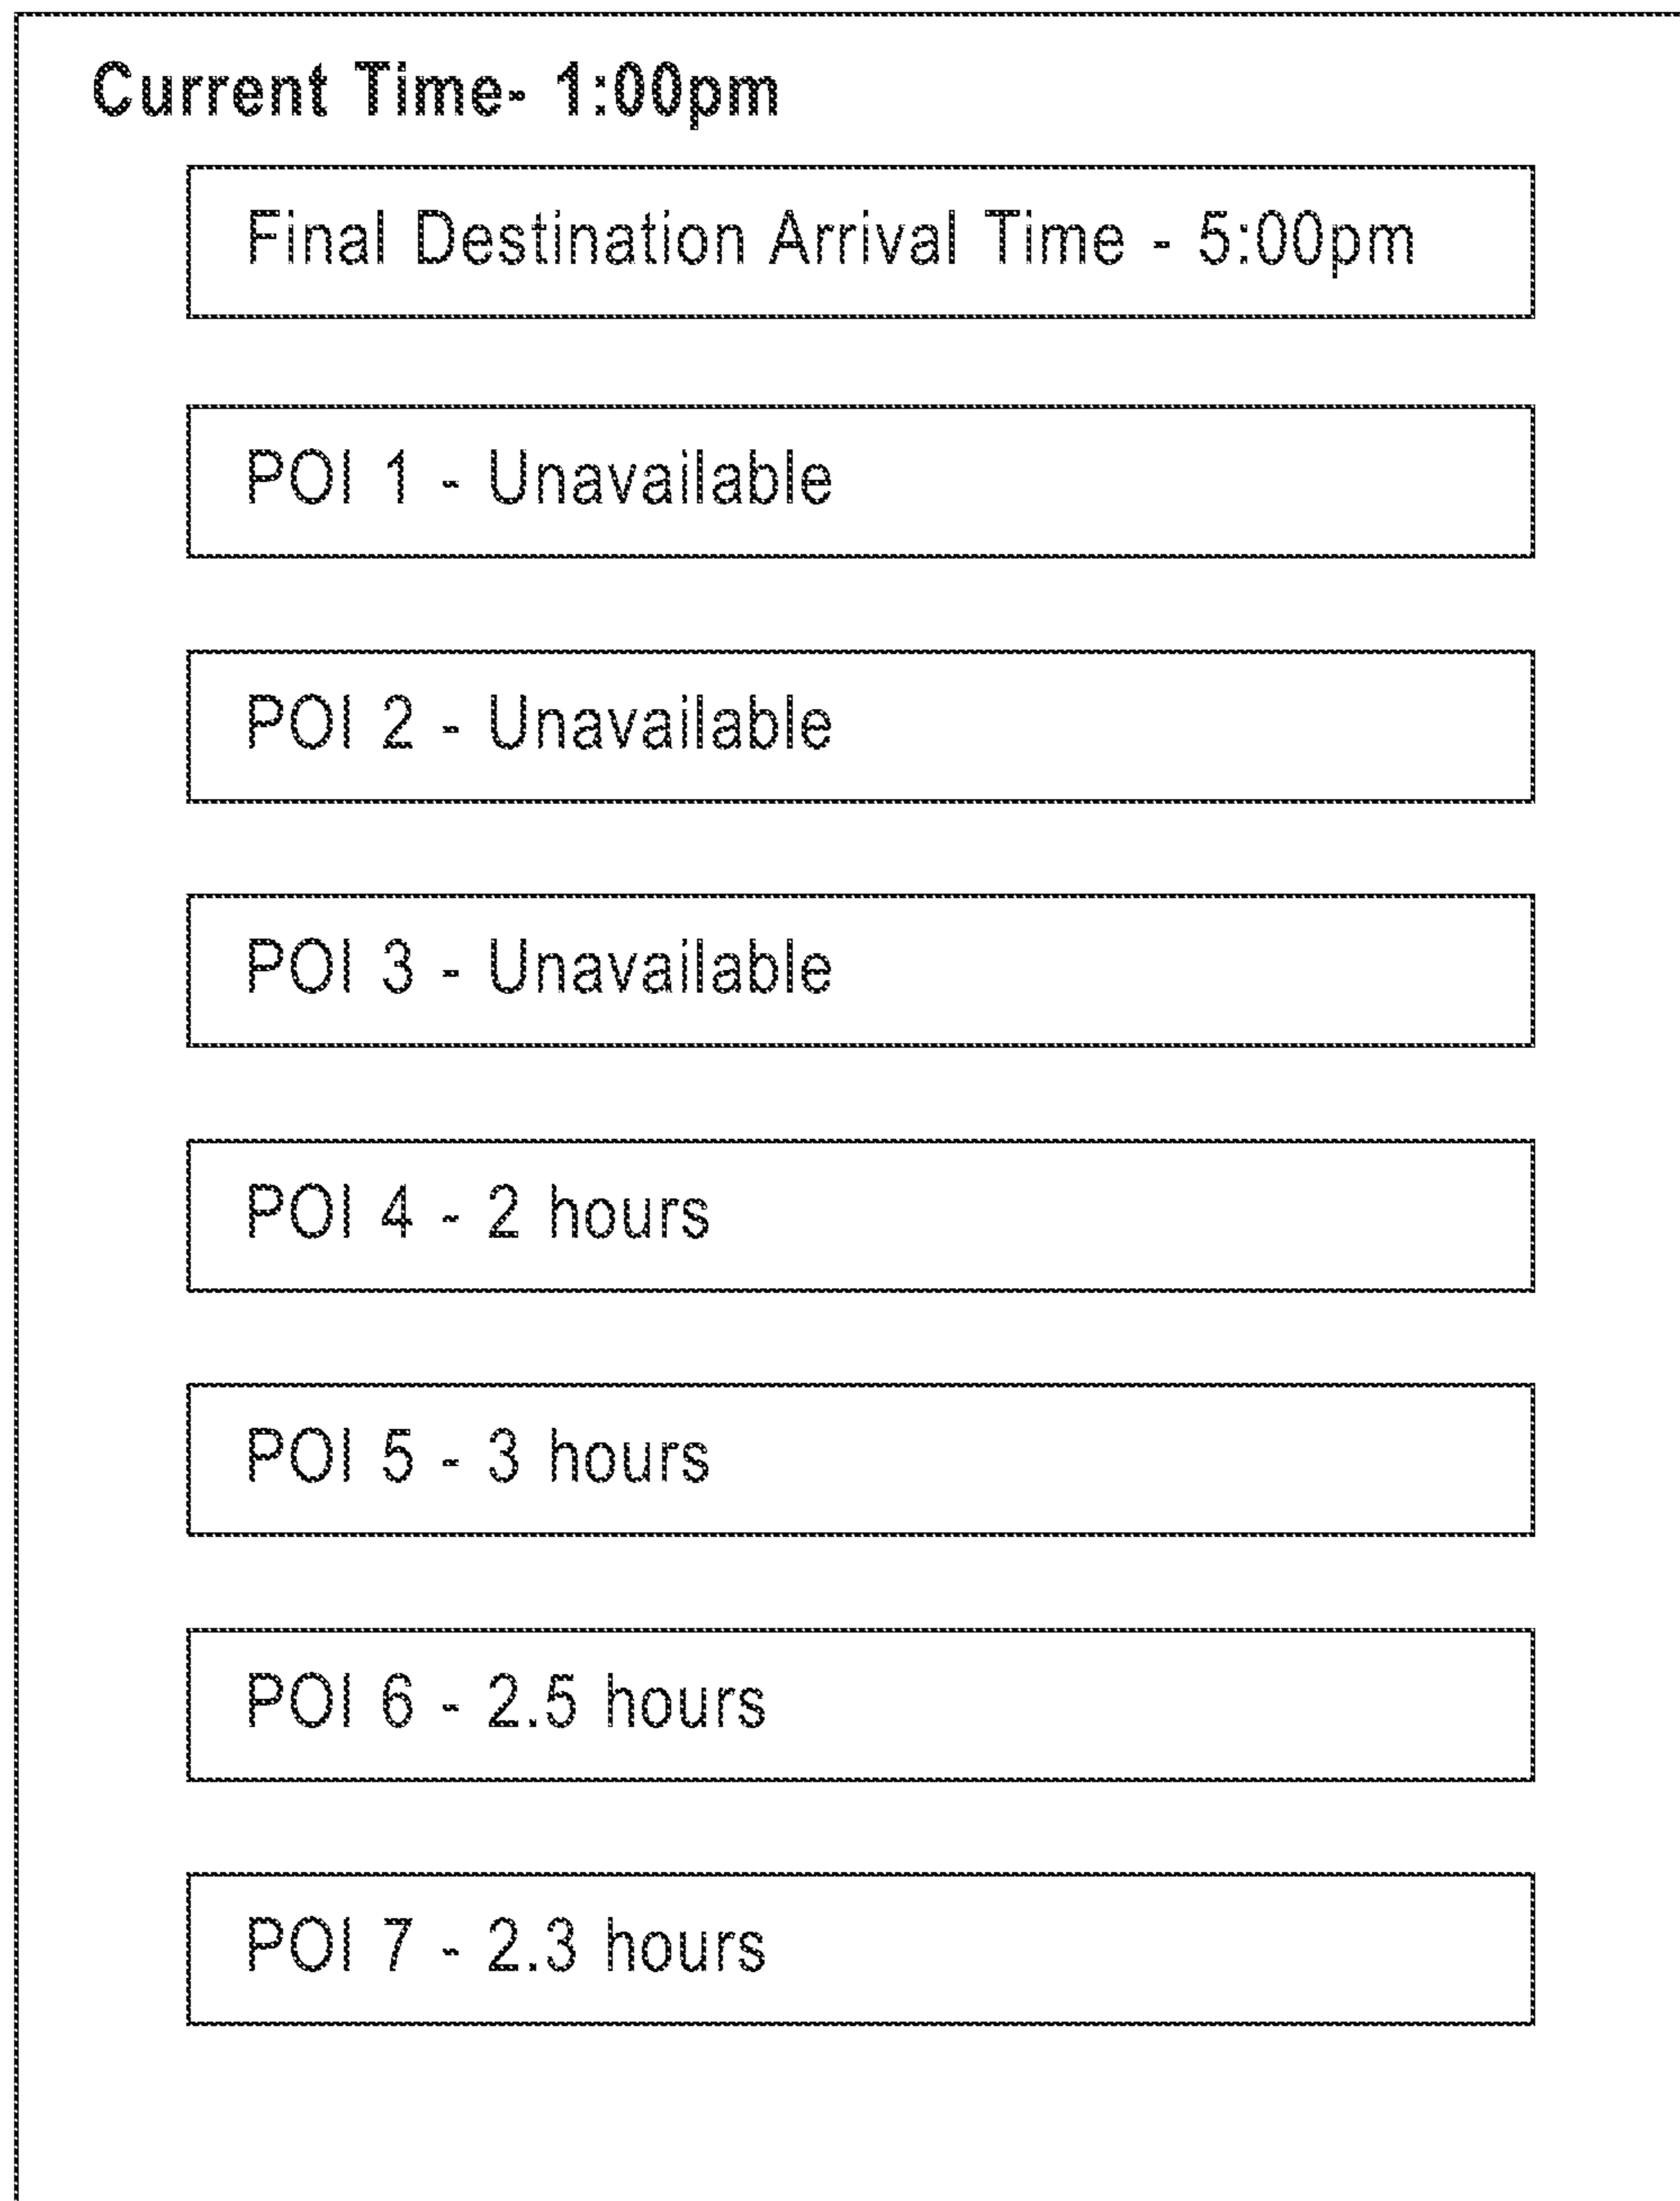 Current Time- 1:00pm
Final Destination Arrival Time - 5:00pm
POI 1 - Unavailable
POI 2 - Unavailable
POI 3 - Unavailable
POI 4 - 2 hours
POI 5 - 3 hours
POI 6 - 2.5 hours
POI 7 - 2.3 hours